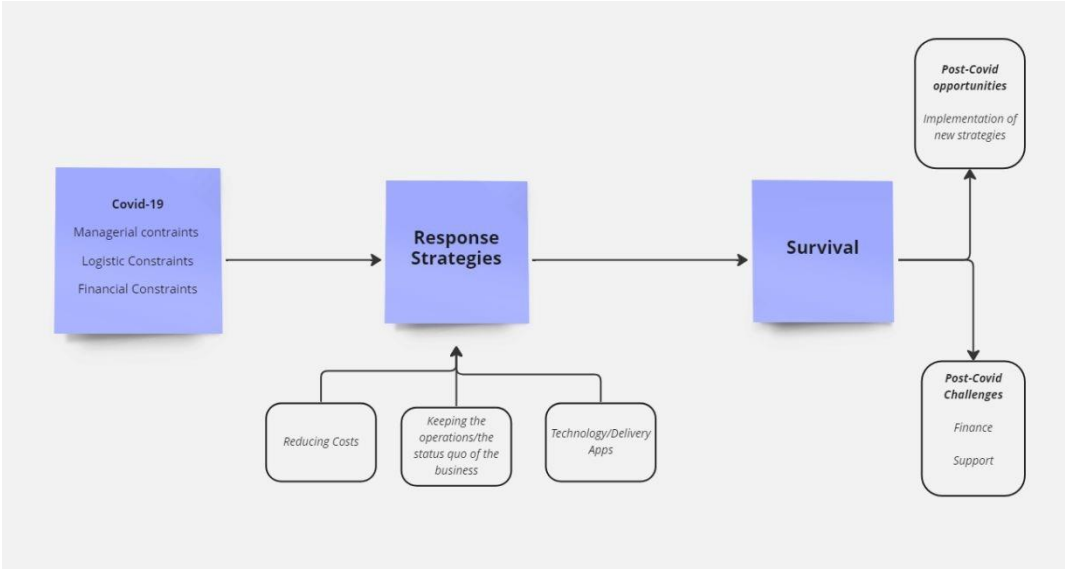 Covid-19
Managerial contraints
Logistic Constraints
Financial Constraints
Response
Strategies
Survival
Post-Covid
opportunities
Implementation of
new strategies
Reducing Costs
Keeping the
operations/the
status quo of the
business
Technology/Delivery
Apps
Post-Covid
Challenges
Finance
Support